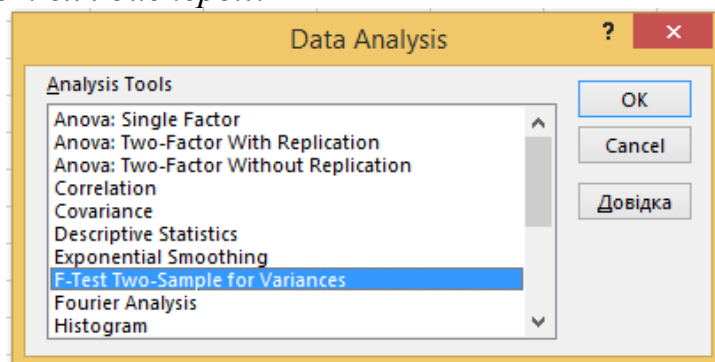 Data Analysis
?
×
Analysis Tools
Anova: Single Factor
Anova: Two-Factor With Replication
Anova: Two-Factor Without Replication
Correlation
Covariance
Descriptive Statistics
Exponential Smoothing
F-Test Two-Sample for Variances
Fourier Analysis
Histogram
OK
Cancel
Довідка